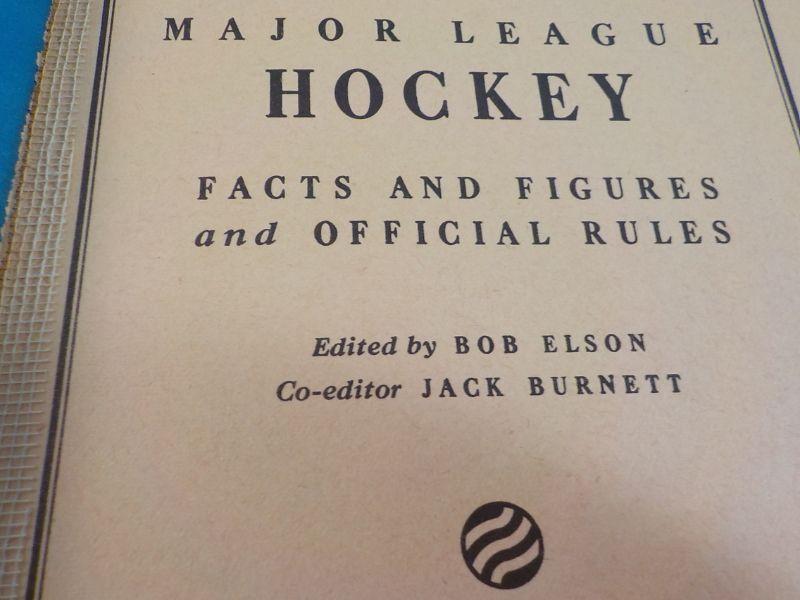 MAJOR LEAGUE
HOCKEY
FACTS AND FIGURES
and OFFICIAL RULES
Edited by BOB ELSON
Co-editor JACK BURNETT